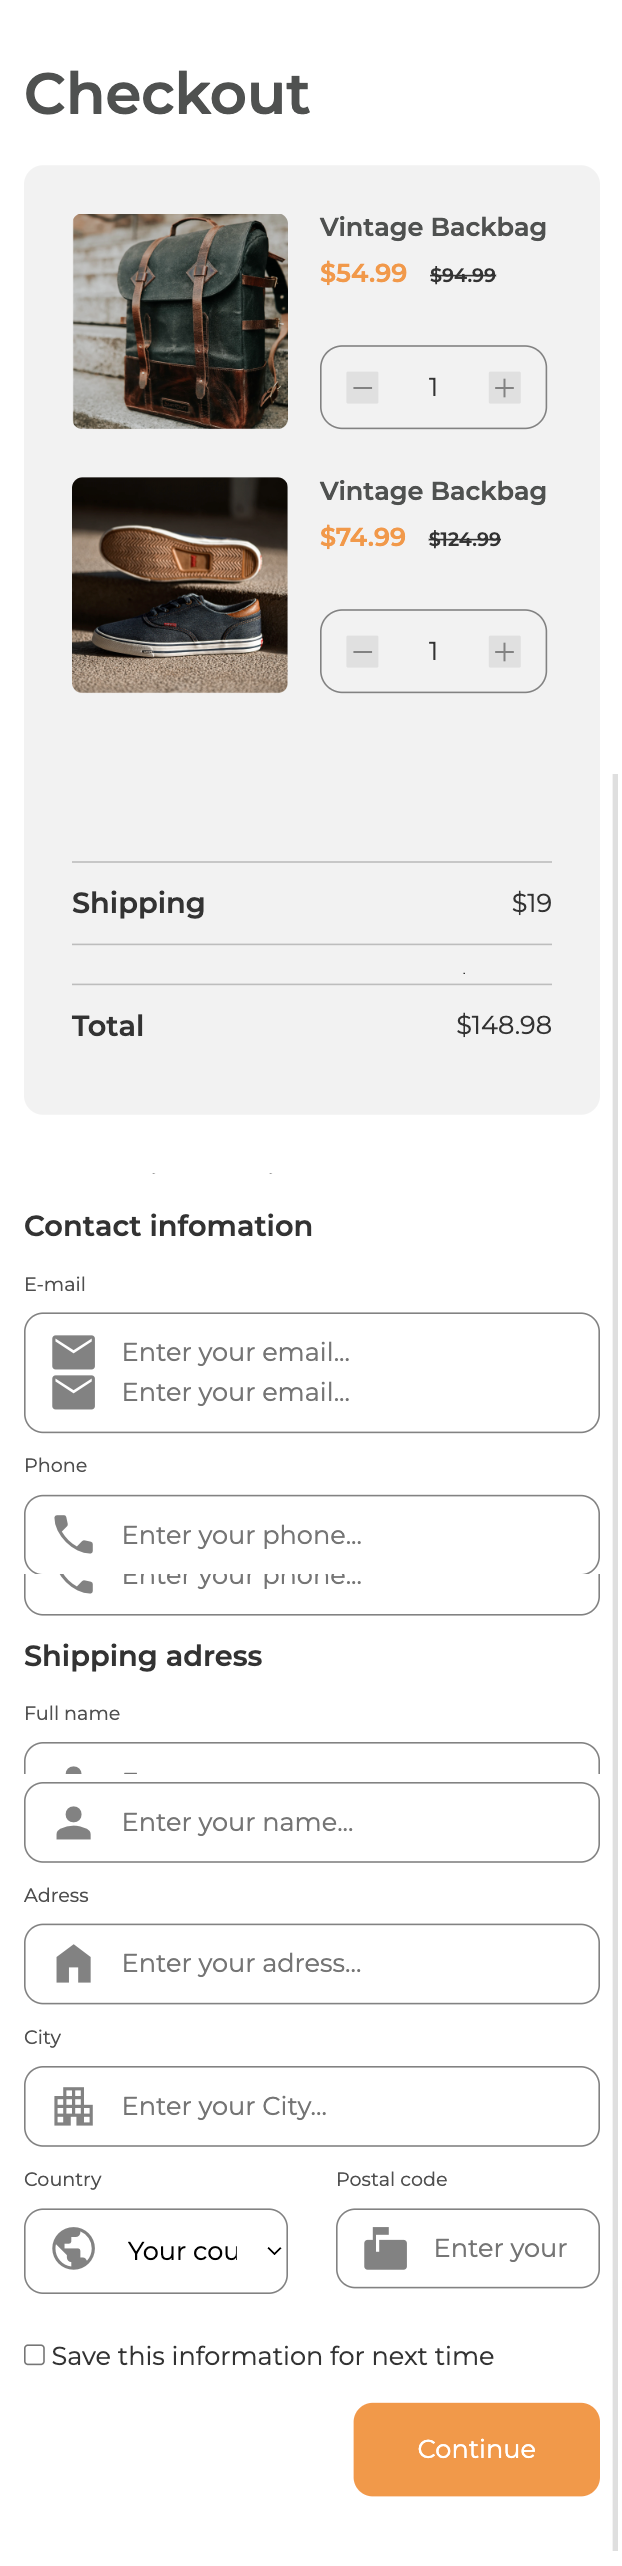 Checkout
Vintage Backbag
$54.99 $94.99
1
Vintage Backbag
$74.99 $124.99
1
Shipping $19
Total $148.98
Contact infomation
E-mail
Enter your email...
Enter your email...
Phone
Enter your phone...
Enter your phone...
Shipping adress
Full name
Enter your name...
Adress
Enter your adress...
City
Enter your City...
Country Postal code
Your cou Enter your
Save this information for next time
Continue